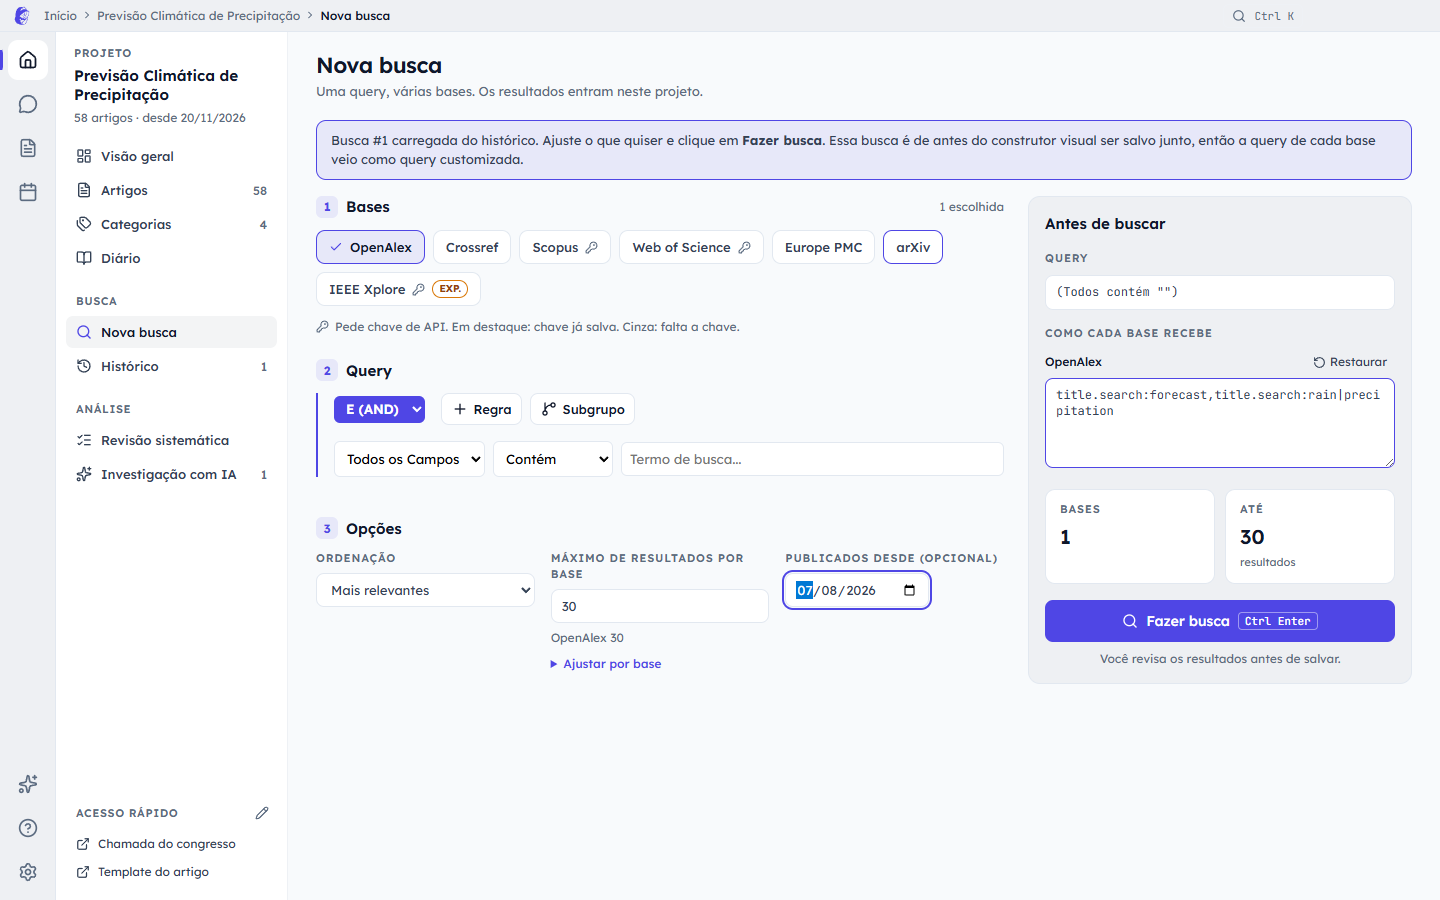 Início > Previsão Climática de Precipitação > Nova busca
Ctrl K
PROJETO
Previsão Climática de
Precipitação
58 artigos · desde 20/11/2026
Visão geral
Artigos 58
Categorias 4
Diário
BUSCA
Nova busca
Histórico 1
ANÁLISE
Revisão sistemática
Investigação com IA 1
ACESSO RÁPIDO
Chamada do congresso
Template do artigo
Nova busca
Uma query, várias bases. Os resultados entram neste projeto.
Busca #1 carregada do histórico. Ajuste o que quiser e clique em Fazer busca. Essa busca é de antes do construtor visual ser salvo junto, então a query de cada base
veio como query customizada.
1 Bases 1 escolhida
OpenAlex Crossref Scopus Web of Science Europe PMC arXiv
IEEE Xplore EXP.
Pede chave de API. Em destaque: chave já salva. Cinza: falta a chave.
2 Query
E (AND) + Regra Subgrupo
Todos os Campos Contém Termo de busca...
3 Opções
ORDENAÇÃO
Mais relevantes
MÁXIMO DE RESULTADOS POR
BASE
30
OpenAlex 30
Ajustar por base
PUBLICADOS DESDE (OPCIONAL)
07/08/2026
Antes de buscar
QUERY
(Todos contém "")
COMO CADA BASE RECEBE
OpenAlex Restaurar
title.search:forecast,title.search:rain|preci
pitation
BASES
1
ATÉ
30
resultados
Fazer busca Ctrl Enter
Você revisa os resultados antes de salvar.